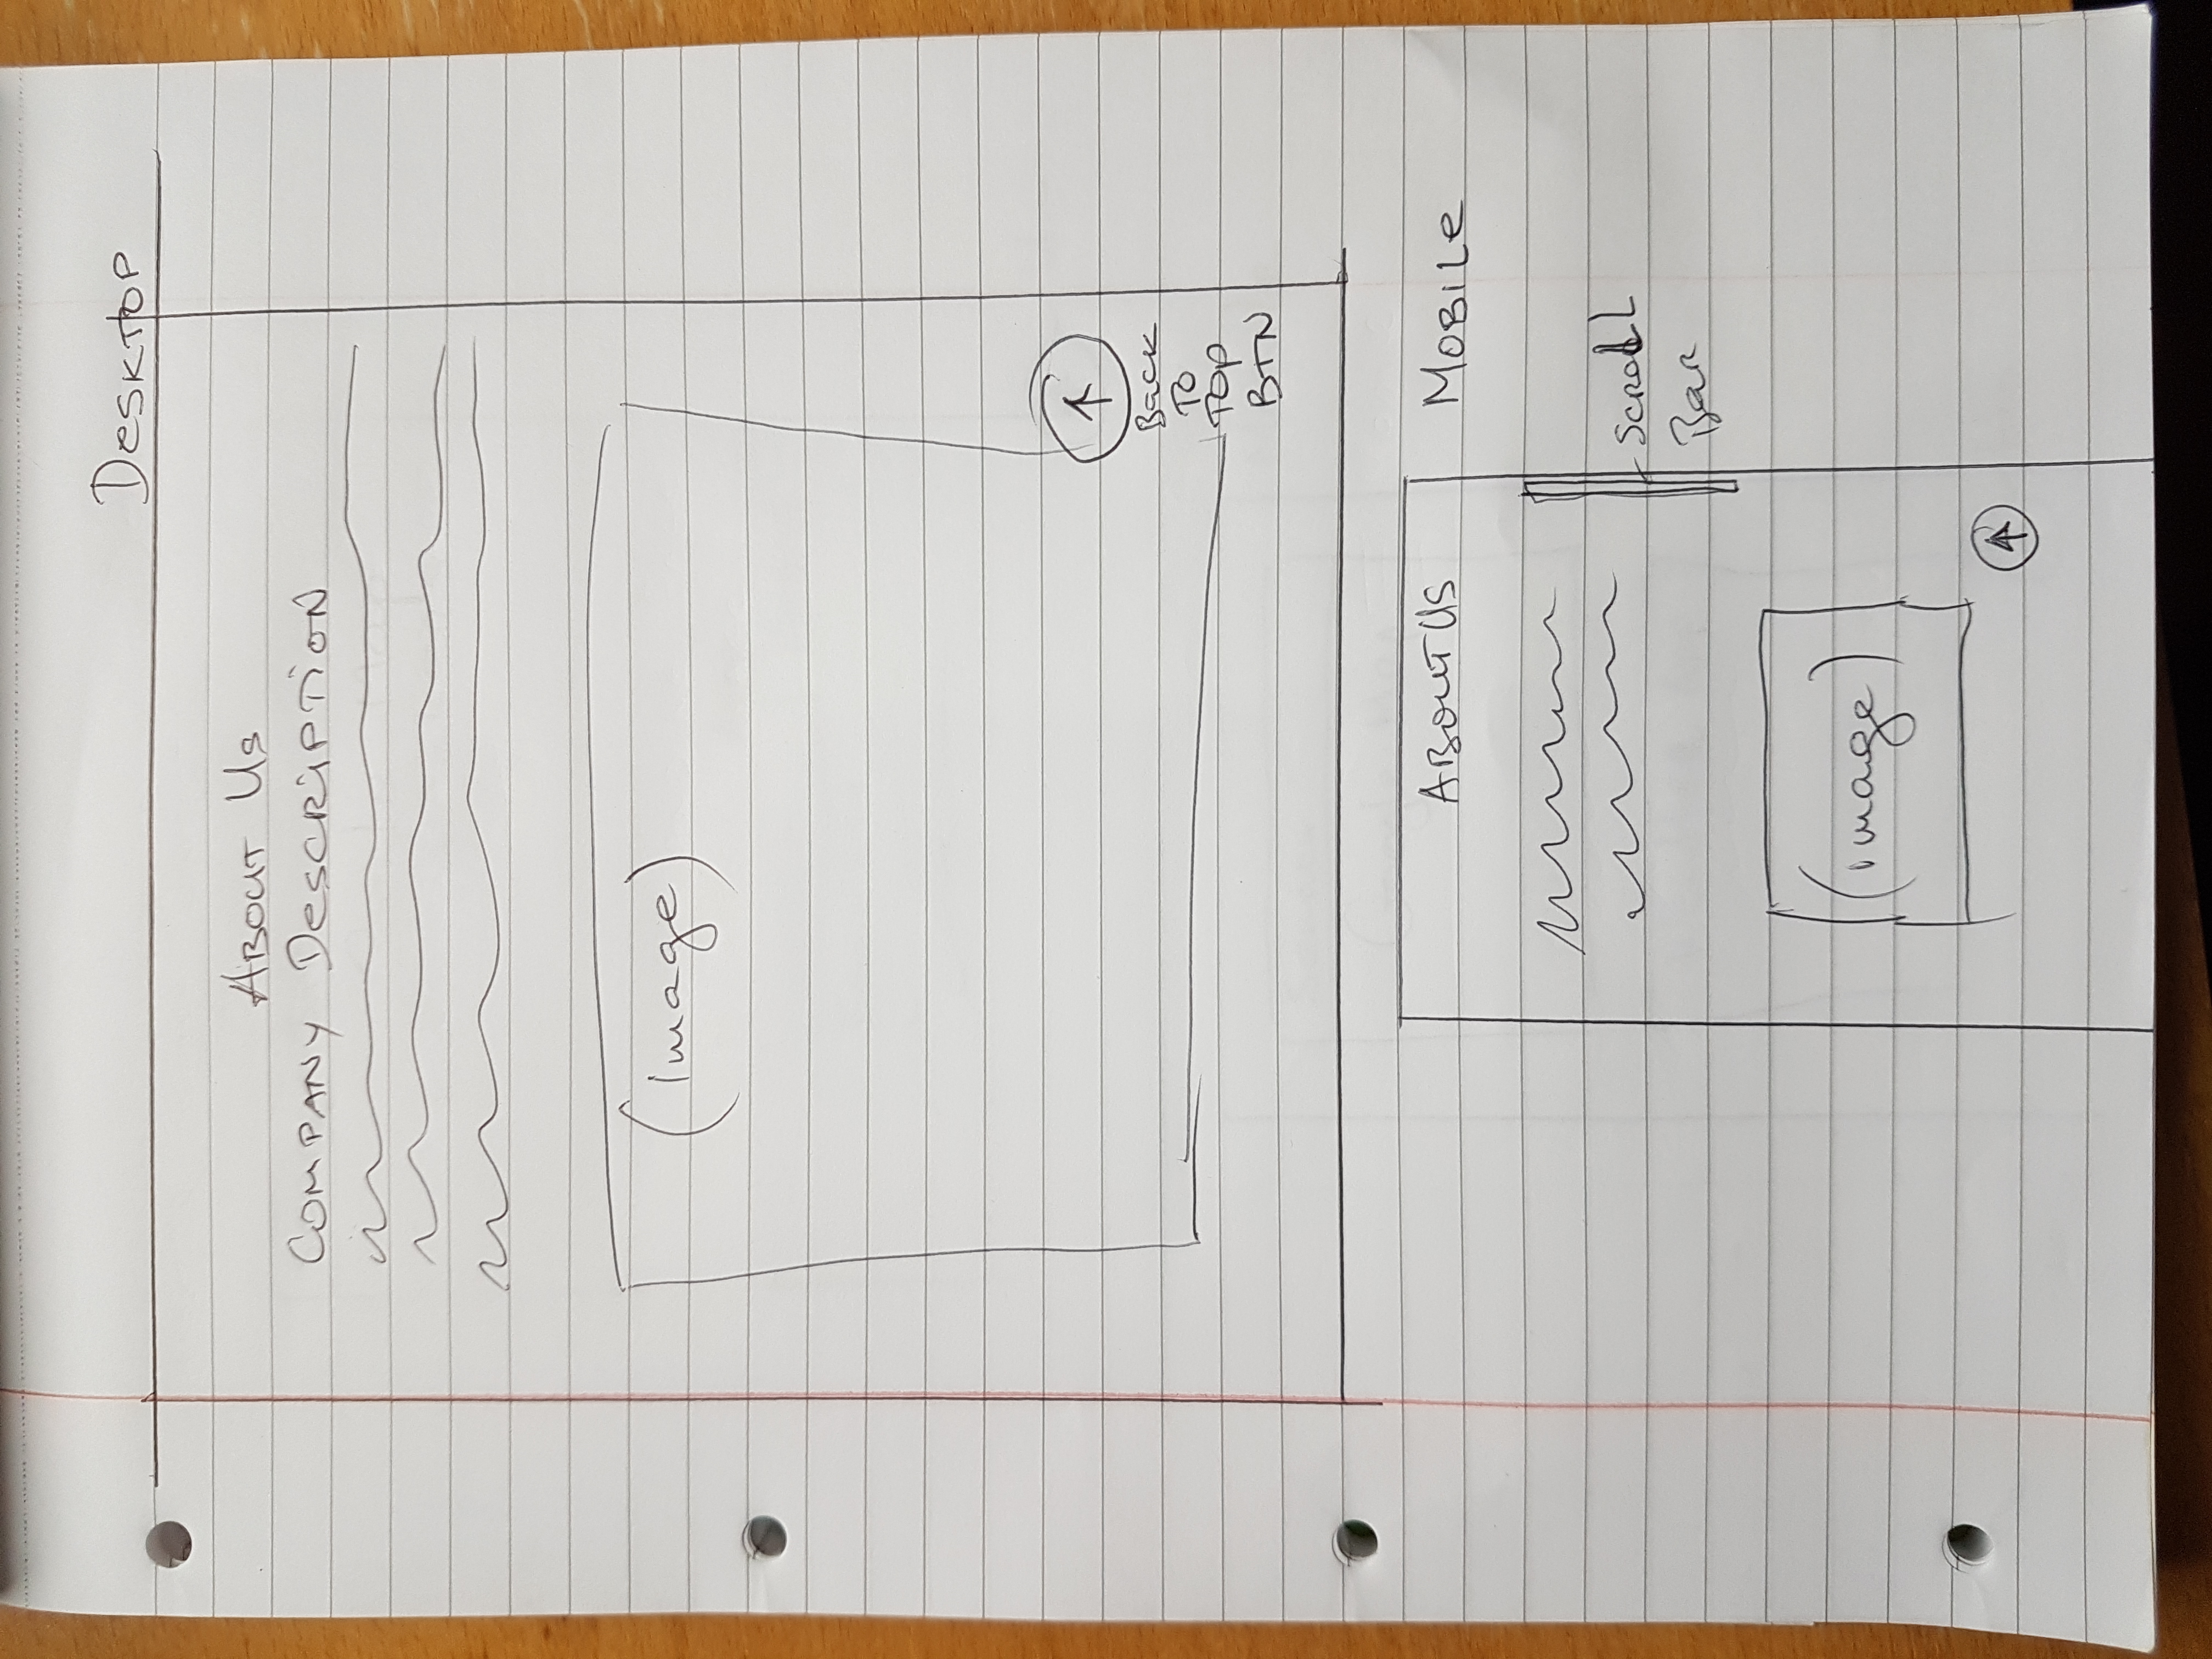 Desktop
About Us
Company Description
(Image)
Back
To
Top
BTN
About Us
Mobile
Scroll
Bar
(image)